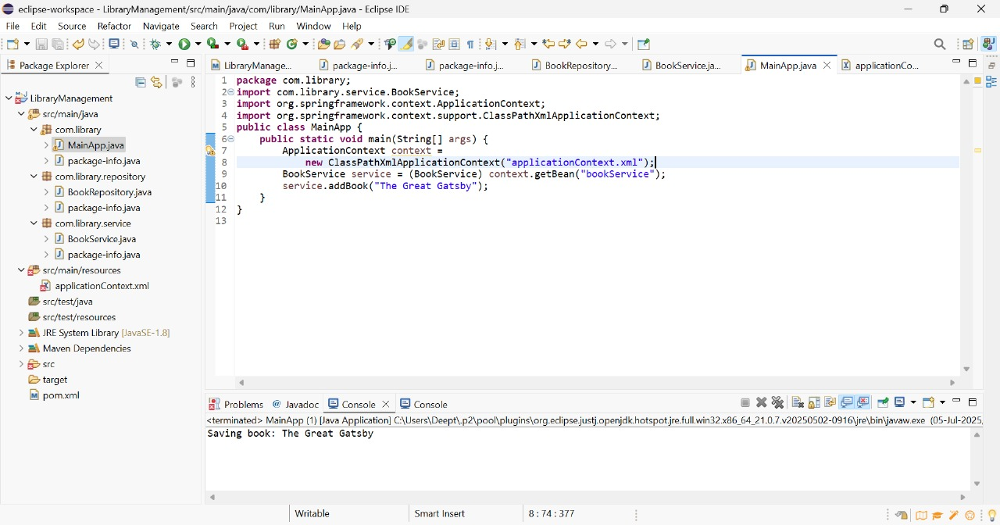 eclipse-workspace - LibraryManagement/src/main/java/com/library/MainApp.java - Eclipse IDE
File Edit Source Refactor Navigate Search Project Run Window Help
Package Explorer
LibraryManage... package-info.j... package-info.j... BookRepository... BookService.ja... MainApp.java applicationCo...
LibraryManagement
src/main/java
com.library
MainApp.java
package-info.java
com.library.repository
BookRepository.java
package-info.java
com.library.service
BookService.java
package-info.java
src/main/resources
applicationContext.xml
src/test/java
src/test/resources
JRE System Library [JavaSE-1.8]
Maven Dependencies
src
target
pom.xml
1 package com.library;
2 import com.library.service.BookService;
3 import org.springframework.context.ApplicationContext;
4 import org.springframework.context.support.ClassPathXmlApplicationContext;
5 public class MainApp {
6 public static void main(String[] args) {
7 ApplicationContext context =
8 new ClassPathXmlApplicationContext("applicationContext.xml");
9 BookService service = (BookService) context.getBean("bookService");
10 service.addBook("The Great Gatsby");
11 }
12 }
13
Problems @ Javadoc Console Console
<terminated> MainApp (1) [Java Application] C:\Users\Deept\.p2\pool\plugins\org.eclipse.justj.openjdk.hotspot.jre.full.win32.x86_64_21.0.7.v20250502-0916\jre\bin\javaw.exe (05-Jul-2025,
Saving book: The Great Gatsby
Writable Smart Insert 8 : 74 : 377